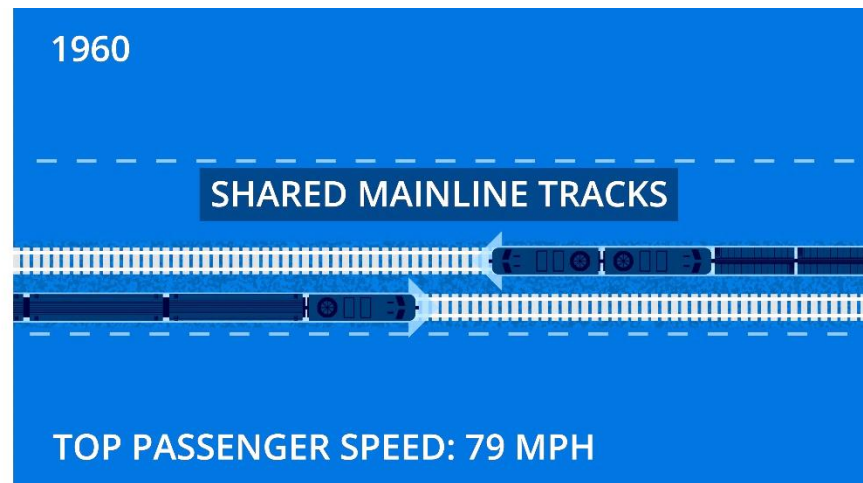 1960
SHARED MAINLINE TRACKS
TOP PASSENGER SPEED: 79 MPH